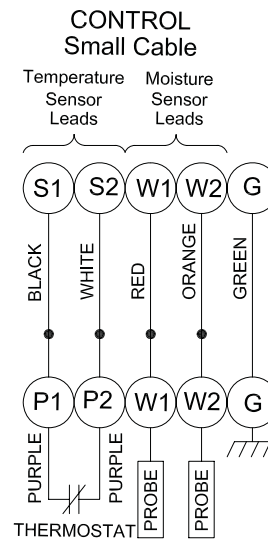 CONTROL
Small Cable
Temperature Sensor Leads
Moisture Sensor Leads
S1 S2 W1 W2 G
BLACK
WHITE
RED
ORANGE
GREEN
P1 P2 W1 W2 G
PURPLE
PURPLE
PROBE
PROBE
THERMOSTAT